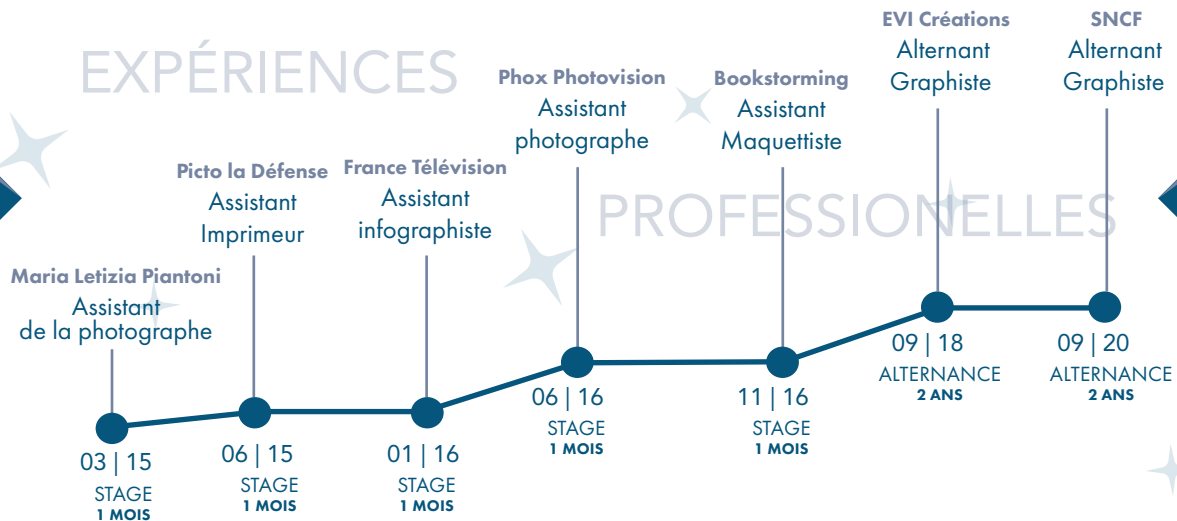 EXPÉRIENCES
PROFESSIONELLES
Maria Letizia Piantoni
Assistant
de la photographe
03 | 15
STAGE
1 MOIS
Picto la Défense
Assistant
Imprimeur
06 | 15
STAGE
1 MOIS
France Télévision
Assistant
infographiste
01 | 16
STAGE
1 MOIS
Phox Photovision
Assistant
photographe
06 | 16
STAGE
1 MOIS
Bookstorming
Assistant
Maquettiste
11 | 16
STAGE
1 MOIS
EVI Créations
Alternant
Graphiste
09 | 18
ALTERNANCE
2 ANS
SNCF
Alternant
Graphiste
09 | 20
ALTERNANCE
2 ANS